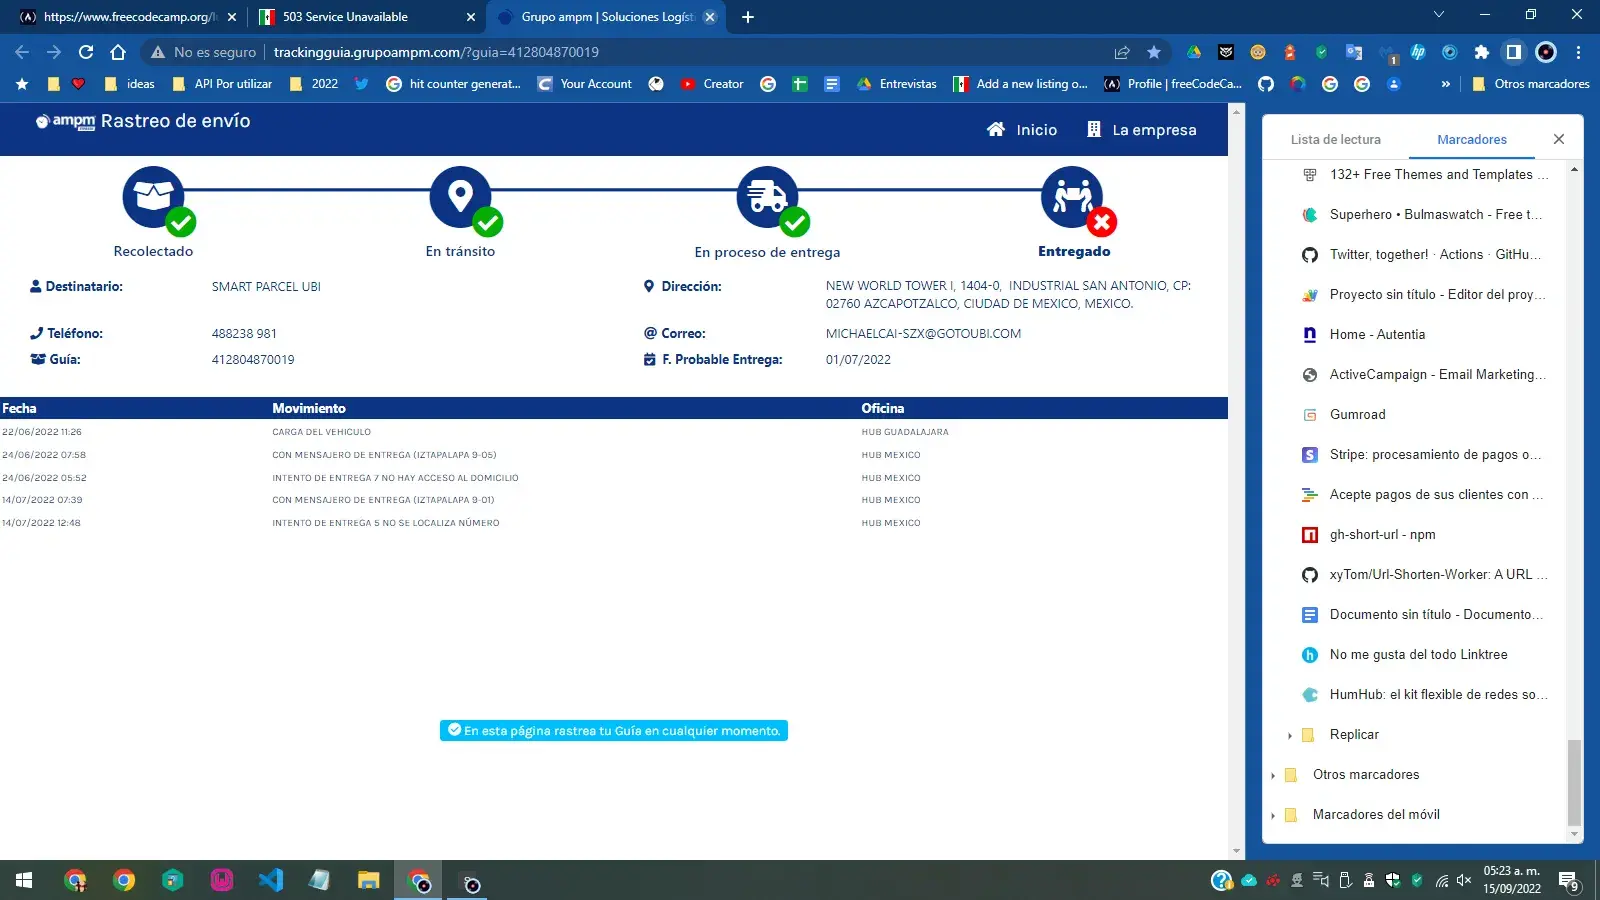 https://www.freecodecamp.org/l
503 Service Unavailable
Grupo ampm | Soluciones Logíst
No es seguro
trackingguia.grupoampm.com/?guia=412804870019
1
ideas
API Por utilizar
2022
hit counter generat...
Your Account
Creator
Entrevistas
Add a new listing o...
Profile | freeCodeCa...
»
Otros marcadores
ampm Rastreo de envío
Inicio
La empresa
Recolectado
En tránsito
En proceso de entrega
Entregado
Destinatario:
SMART PARCEL UBI
Dirección:
NEW WORLD TOWER I, 1404-0, INDUSTRIAL SAN ANTONIO, CP:
02760 AZCAPOTZALCO, CIUDAD DE MEXICO, MEXICO.
Teléfono:
488238 981
Correo:
MICHAELCAI-SZX@GOTOUBI.COM
Guía:
412804870019
F. Probable Entrega:
01/07/2022
Fecha Movimiento Oficina
22/06/2022 11:26 CARGA DEL VEHICULO HUB GUADALAJARA
24/06/2022 07:58 CON MENSAJERO DE ENTREGA (IZTAPALAPA 9-05) HUB MEXICO
24/06/2022 05:52 INTENTO DE ENTREGA 7 NO HAY ACCESO AL DOMICILIO HUB MEXICO
14/07/2022 07:39 CON MENSAJERO DE ENTREGA (IZTAPALAPA 9-01) HUB MEXICO
14/07/2022 12:48 INTENTO DE ENTREGA 5 NO SE LOCALIZA NÚMERO HUB MEXICO
En esta página rastrea tu Guía en cualquier momento.
Lista de lectura
Marcadores
132+ Free Themes and Templates ...
Superhero • Bulmaswatch - Free t...
Twitter, together! · Actions · GitHu...
Proyecto sin título - Editor del proy...
Home - Autentia
ActiveCampaign - Email Marketing...
Gumroad
Stripe: procesamiento de pagos o...
Acepte pagos de sus clientes con ...
gh-short-url - npm
xyTom/Url-Shorten-Worker: A URL ...
Documento sin título - Documento...
No me gusta del todo Linktree
HumHub: el kit flexible de redes so...
Replicar
Otros marcadores
Marcadores del móvil
05:23 a. m.
15/09/2022
9